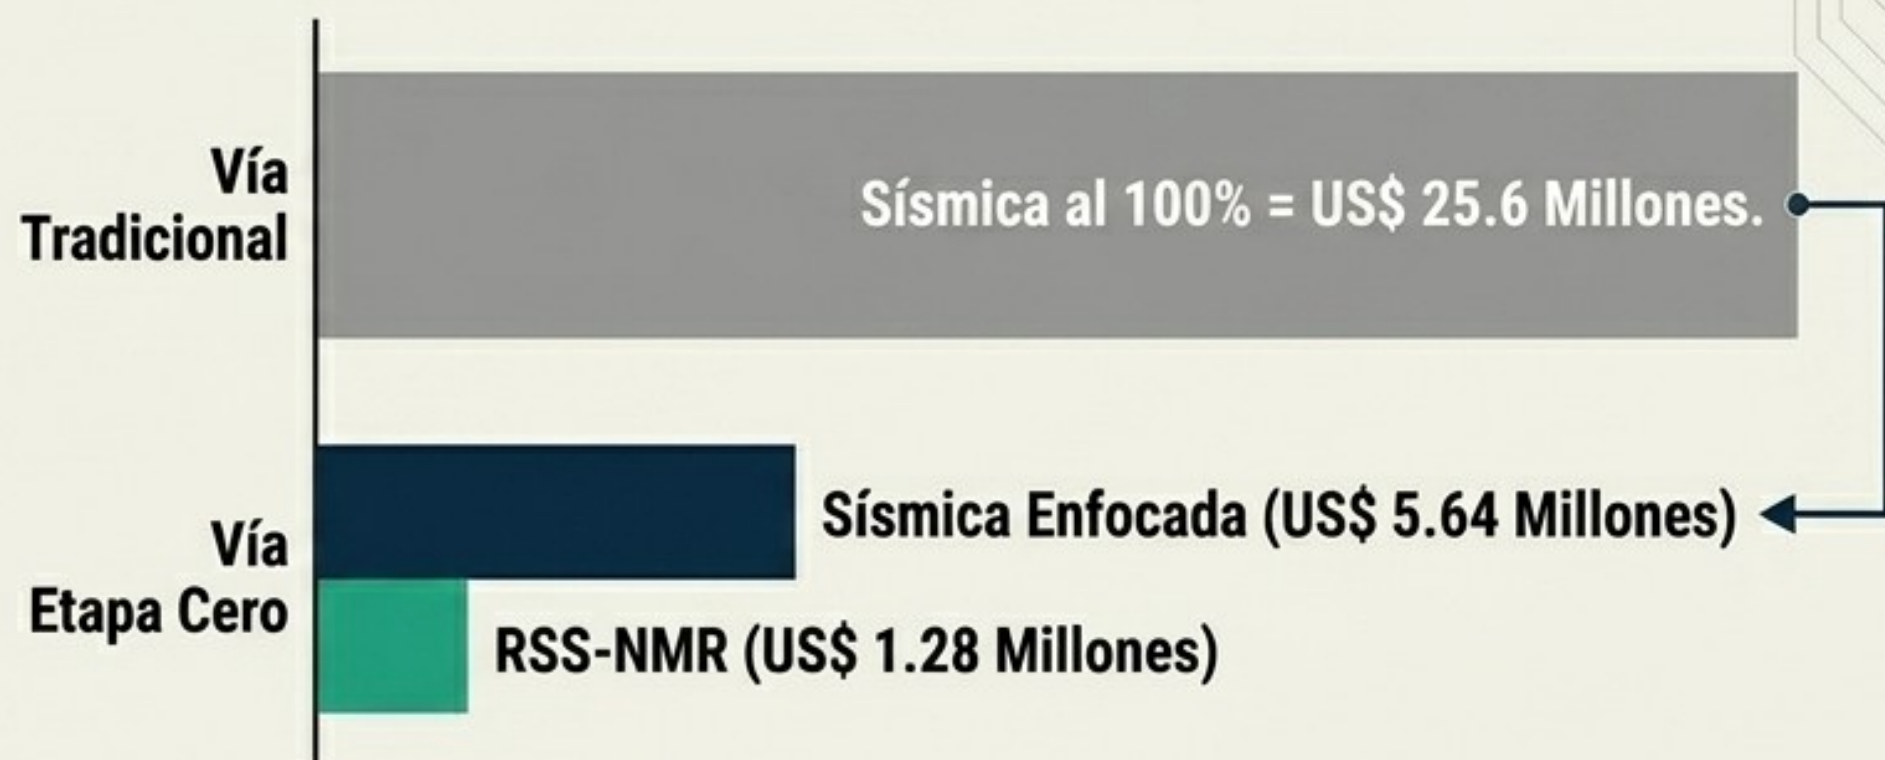 Vía
Tradicional
Sísmica al 100% = US$ 25.6 Millones.
Vía
Etapa Cero
Sísmica Enfocada (US$ 5.64 Millones)
RSS-NMR (US$ 1.28 Millones)